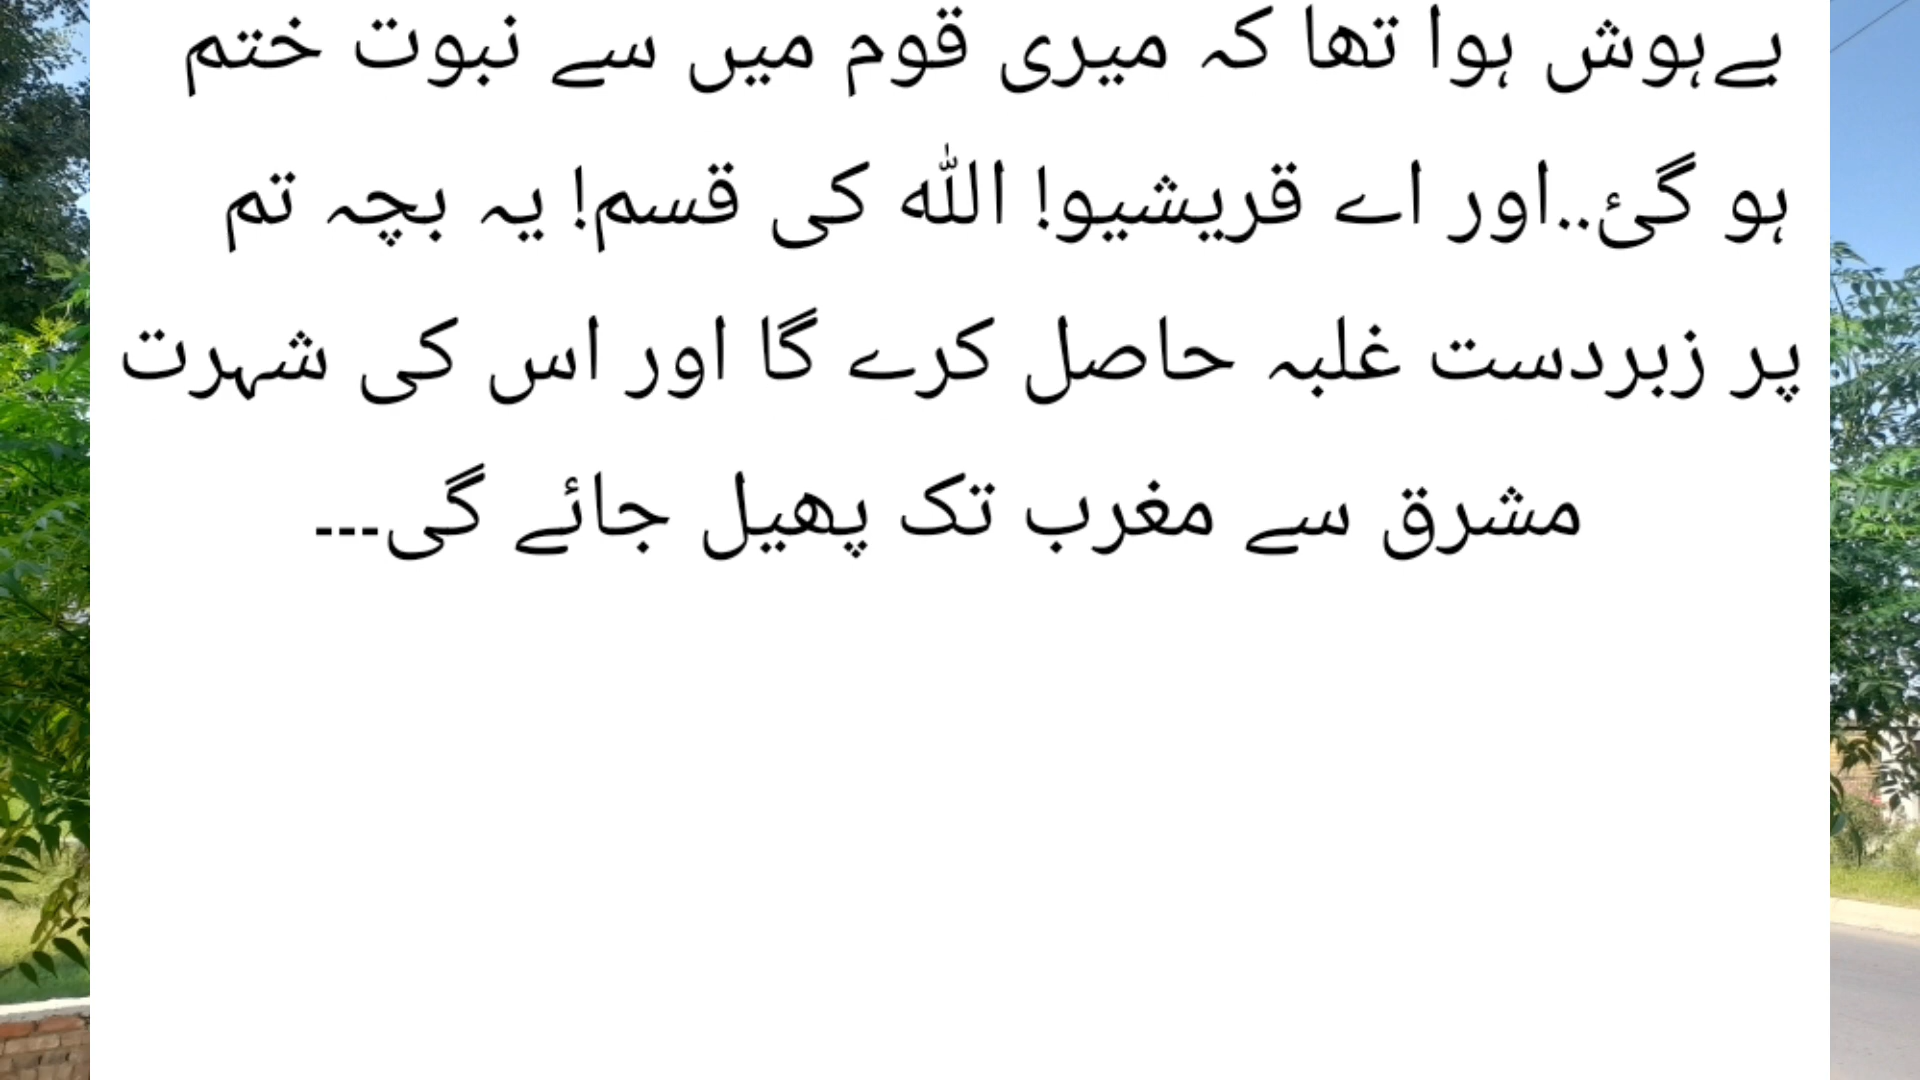 بےہوش ہوا تھا کہ میری قوم میں سے نبوت ختم
ہو گئ..اور اے قریشیو! اللہ کی قسم! یہ بچہ تم
پر زبردست غلبہ حاصل کرے گا اور اس کی شہرت
مشرق سے مغرب تک پھیل جائے گی---